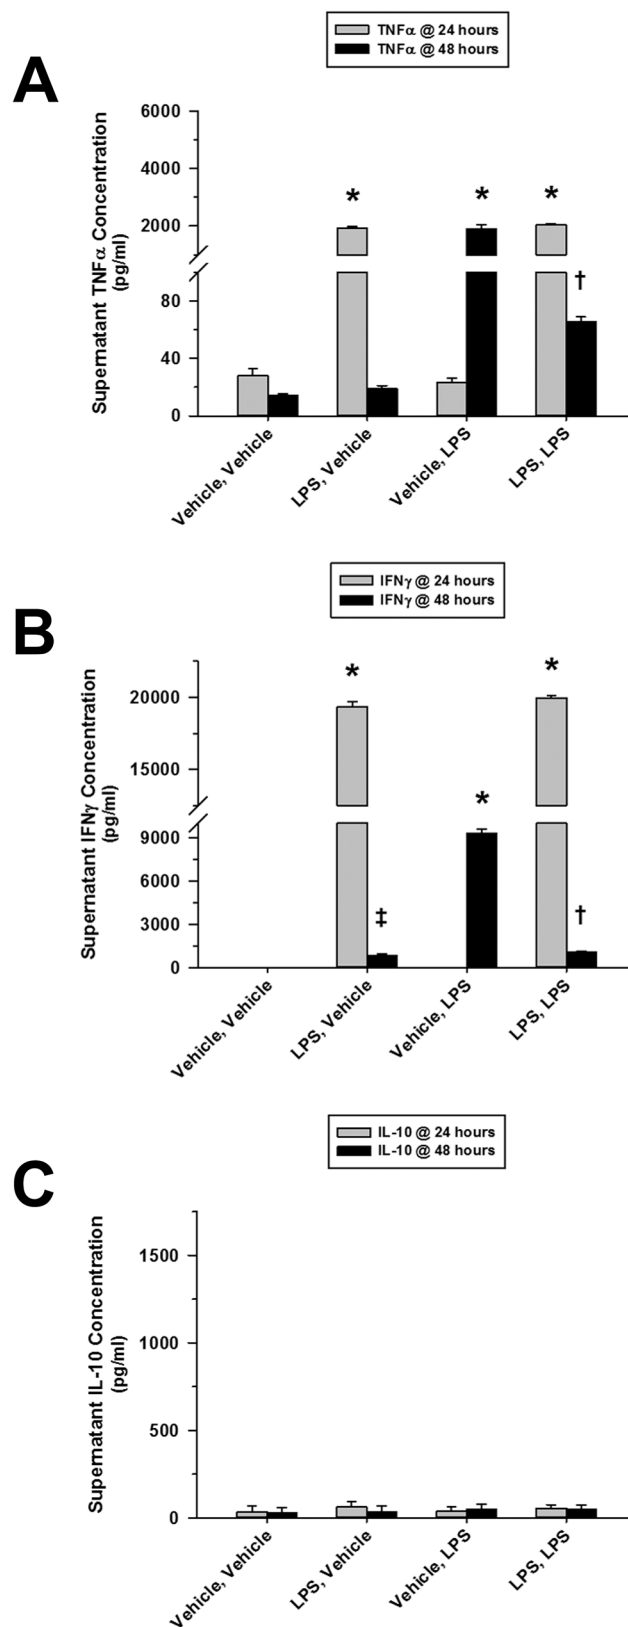 TNFα @ 24 hours
TNFα @ 48 hours
A
Supernatant TNFα Concentration
(pg/ml)
6000
4000
2000
80
40
0
*
*
*
†
Vehicle, Vehicle
LPS, Vehicle
Vehicle, LPS
LPS, LPS
IFNγ @ 24 hours
IFNγ @ 48 hours
B
Supernatant IFNγ Concentration
(pg/ml)
20000
15000
9000
6000
3000
0
*
‡
*
*
†
Vehicle, Vehicle
LPS, Vehicle
Vehicle, LPS
LPS, LPS
IL-10 @ 24 hours
IL-10 @ 48 hours
C
Supernatant IL-10 Concentration
(pg/ml)
1500
1000
500
0
Vehicle, Vehicle
LPS, Vehicle
Vehicle, LPS
LPS, LPS